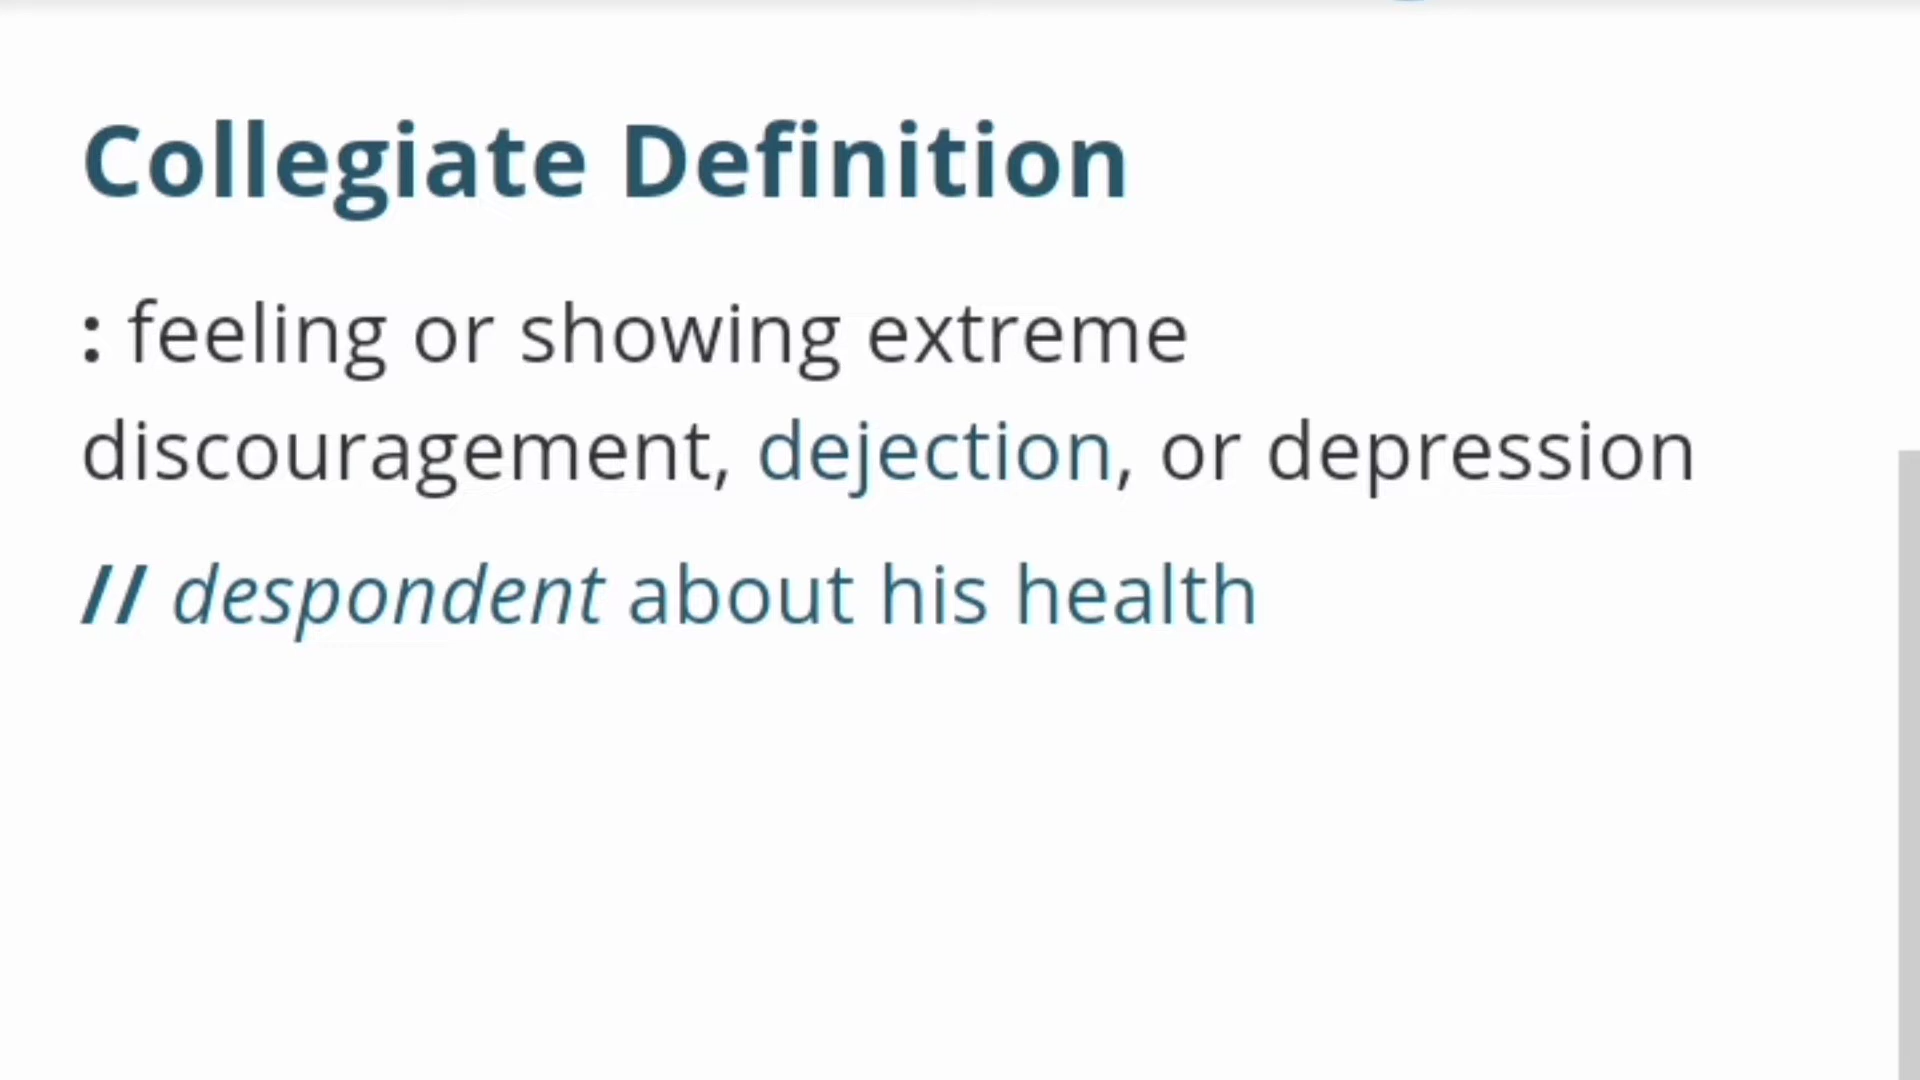 Collegiate Definition
: feeling or showing extreme
discouragement, dejection, or depression
// despondent about his health